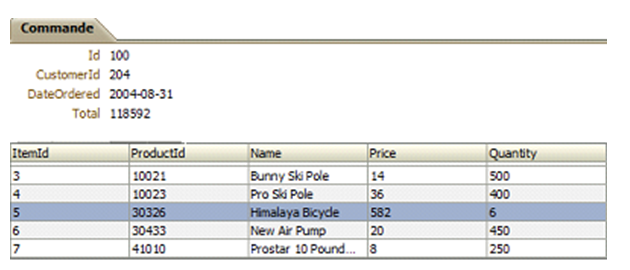 Commande
Id 100
CustomerId 204
DateOrdered 2004-08-31
Total 118592
ItemId ProductId Name Price Quantity
3 10021 Bunny Ski Pole 14 500
4 10023 Pro Ski Pole 36 400
5 30326 Himalaya Bicycle 582 6
6 30433 New Air Pump 20 450
7 41010 Prostar 10 Pound... 8 250